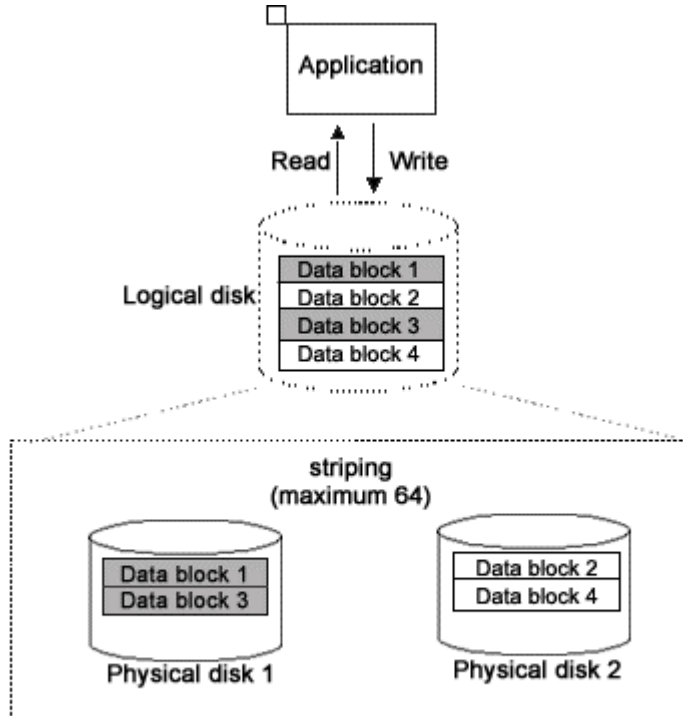 Application
Read
Write
Logical disk
Data block 1
Data block 2
Data block 3
Data block 4
striping
(maximum 64)
Data block 1
Data block 3
Physical disk 1
Data block 2
Data block 4
Physical disk 2